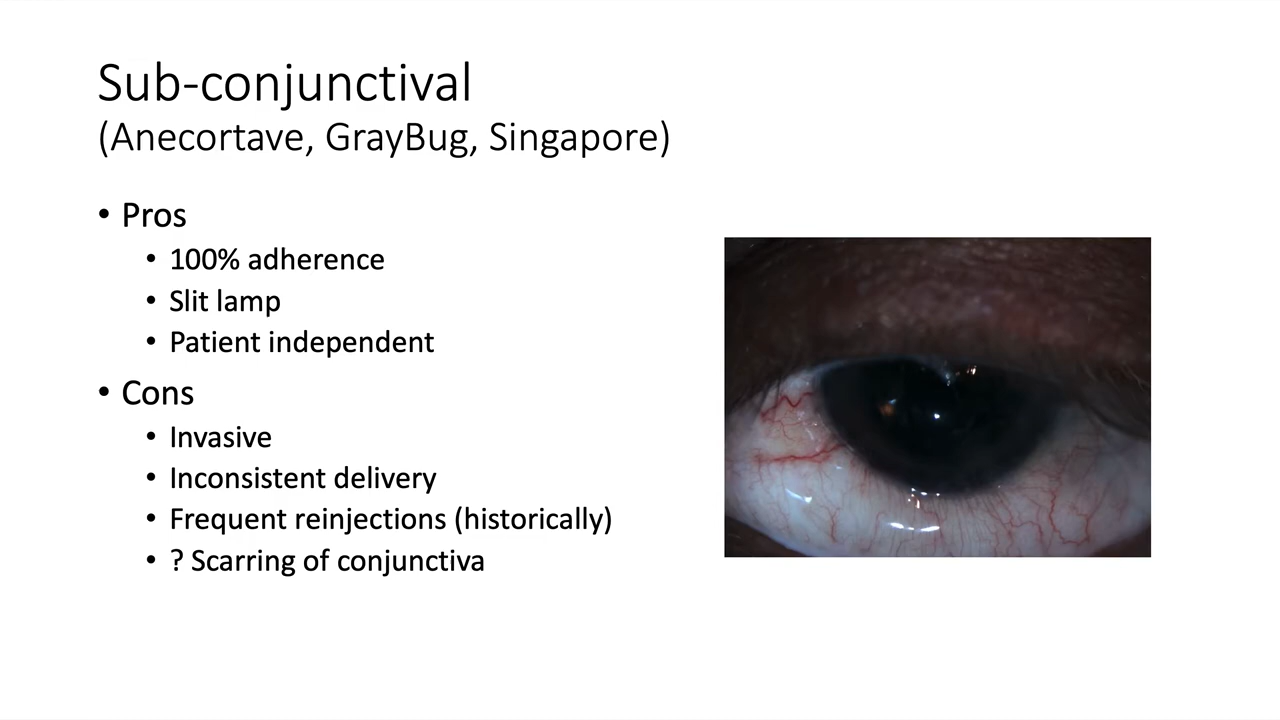 Sub-conjunctival
(Anecortave, GrayBug, Singapore)
• Pros
• 100% adherence
• Slit lamp
• Patient independent
• Cons
• Invasive
• Inconsistent delivery
• Frequent reinjections (historically)
• ? Scarring of conjunctiva